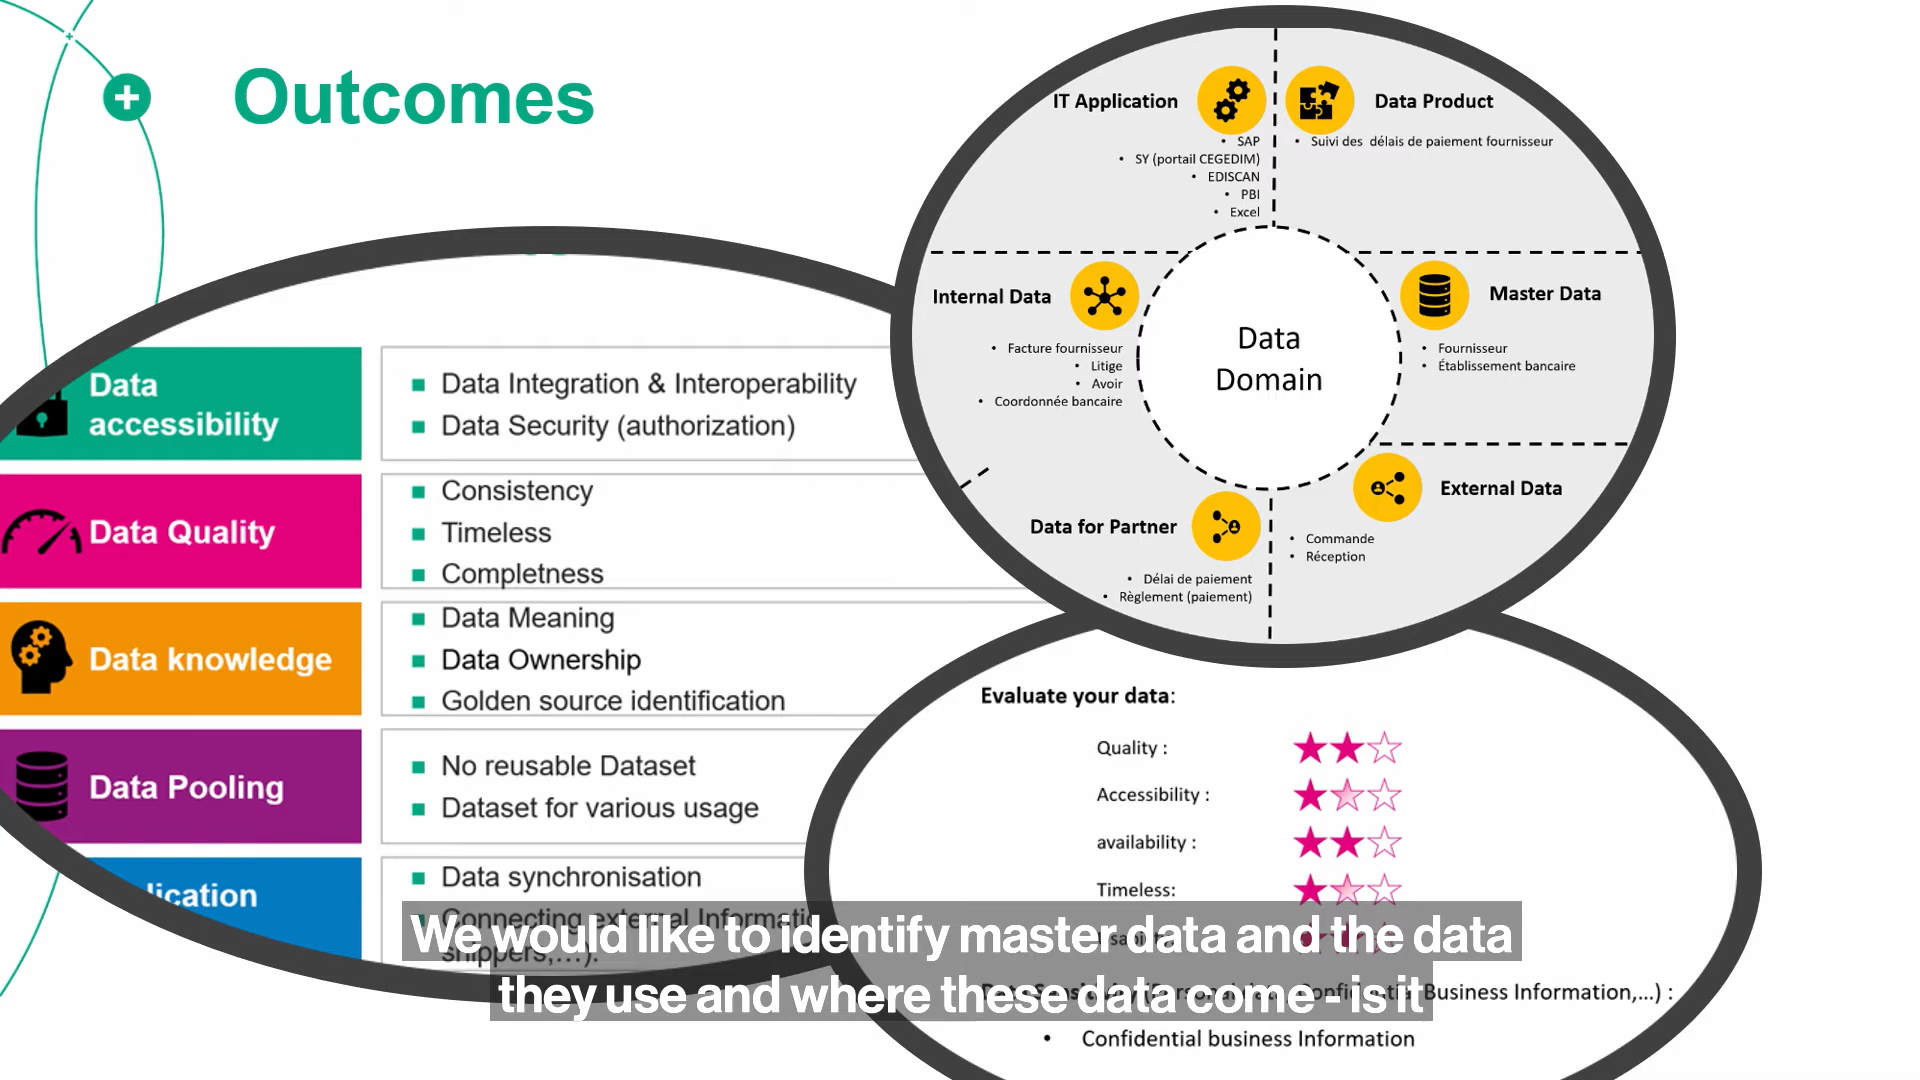 Outcomes
Data
accessibility
Data Integration & Interoperability
Data Security (authorization)
Data Quality
Consistency
Timeless
Completness
Data knowledge
Data Meaning
Data Ownership
Golden source identification
Data Pooling
No reusable Dataset
Dataset for various usage
lication
Data synchronisation
Connecting external
IT Application
SAP
SY (portail CEGEDIM)
EDISCAN
PBI
Excel
Data Product
Suivi des délais de paiement fournisseur
Internal Data
Facture fournisseur
Litige
Avoir
Coordonnée bancaire
Data
Domain
Master Data
Fournisseur
Établissement bancaire
Data for Partner
Délai de paiement
Règlement (paiement)
External Data
Commande
Réception
Evaluate your data:
Quality :
Accessibility :
availability :
Timeless:
Business Information,...) :
Confidential business Information
We would like to identify master data and the data
they use and where these data come - is it